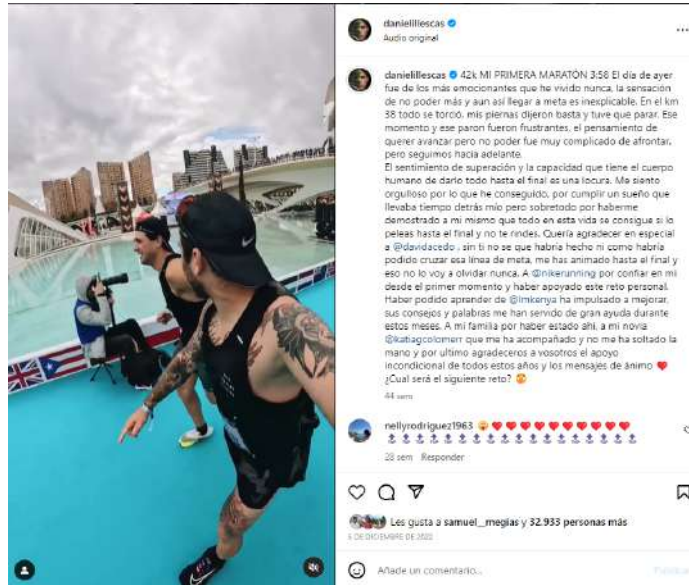 danielillescas
Audio original
danielillescas 42k MI PRIMERA MARATÓN 3:58 El día de ayer
fue de los más emocionantes que he vivido nunca, la sensación
de no poder más y aun así llegar a meta es inexplicable. En el km
38 todo se torció, mis piernas dijeron basta y tuve que parar. Ese
momento y ese paron fueron frustrantes, el pensamiento de
querer avanzar pero no poder fue muy complicado de afrontar,
pero seguimos hacia adelante.
El sentimiento de superación y la capacidad que tiene el cuerpo
humano de darlo todo hasta el final es una locura. Me siento
orgulloso por lo que he conseguido, por cumplir un sueño que
llevaba tiempo detrás mío pero sobretodo por haberme
demostrado a mi mismo que todo en esta vida se consigue si lo
peleas hasta el final y no te rindes. Quería agradecer en especial
a @davidacedo , sin ti no se que habría hecho ni como habría
podido cruzar esa línea de meta, me has animado hasta el final y
eso no lo voy a olvidar nunca. A @nikerunning por confiar en mi
desde el primer momento y haber apoyado este reto personal.
Haber podido aprender de @lmkenya ha impulsado a mejorar,
sus consejos y palabras me han servido de gran ayuda durante
estos meses. A mi familia por haber estado ahi, a mi novia
@katiagcolomerr que me ha acompañado y no me ha soltado la
mano y por ultimo agradeceros a vosotros el apoyo
incondicional de todos estos años y los mensajes de ánimo ❤️
¿Cual será el siguiente reto?
44 sem
nellyrodriguez1963
28 sem Responder
Les gusta a samuel_megias y 32.933 personas más
5 DE DICIEMBRE DE 2022
Añade un comentario...
Publicar